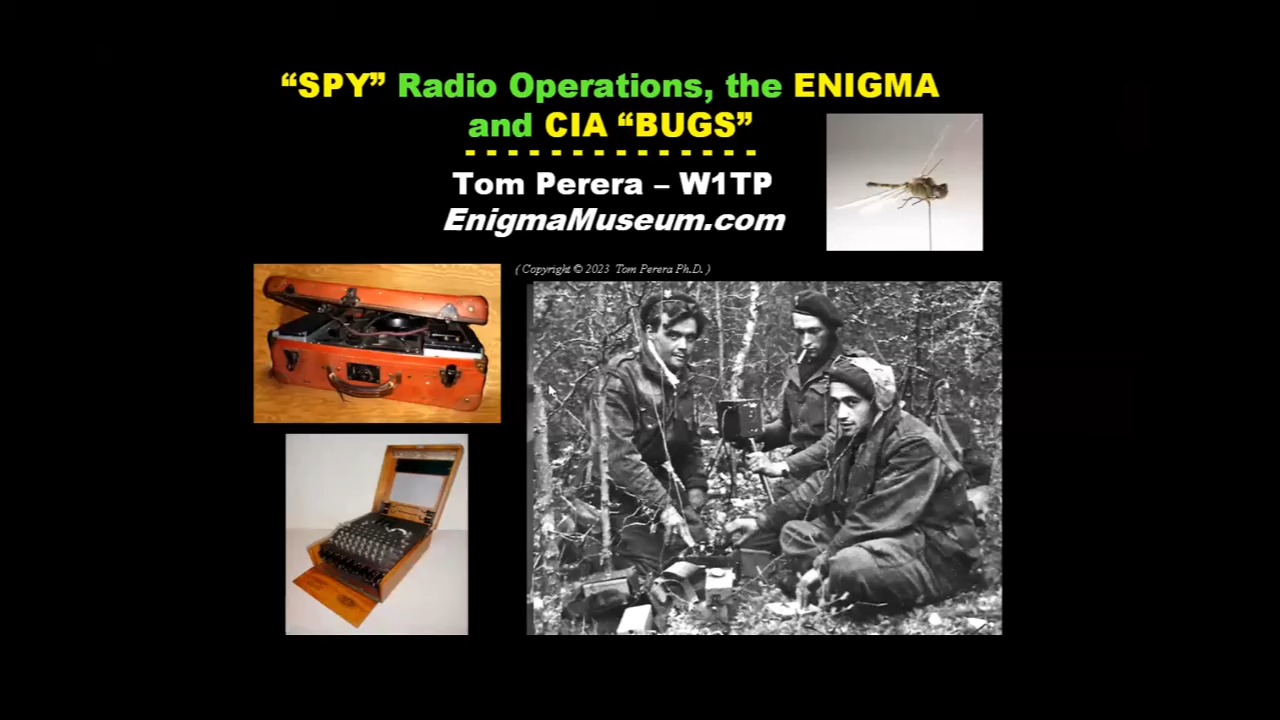 “SPY” Radio Operations, the ENIGMA
and CIA “BUGS”
- - - - - - - - - - - - - -
Tom Perera – W1TP
EnigmaMuseum.com
( Copyright © 2023 Tom Perera Ph.D. )